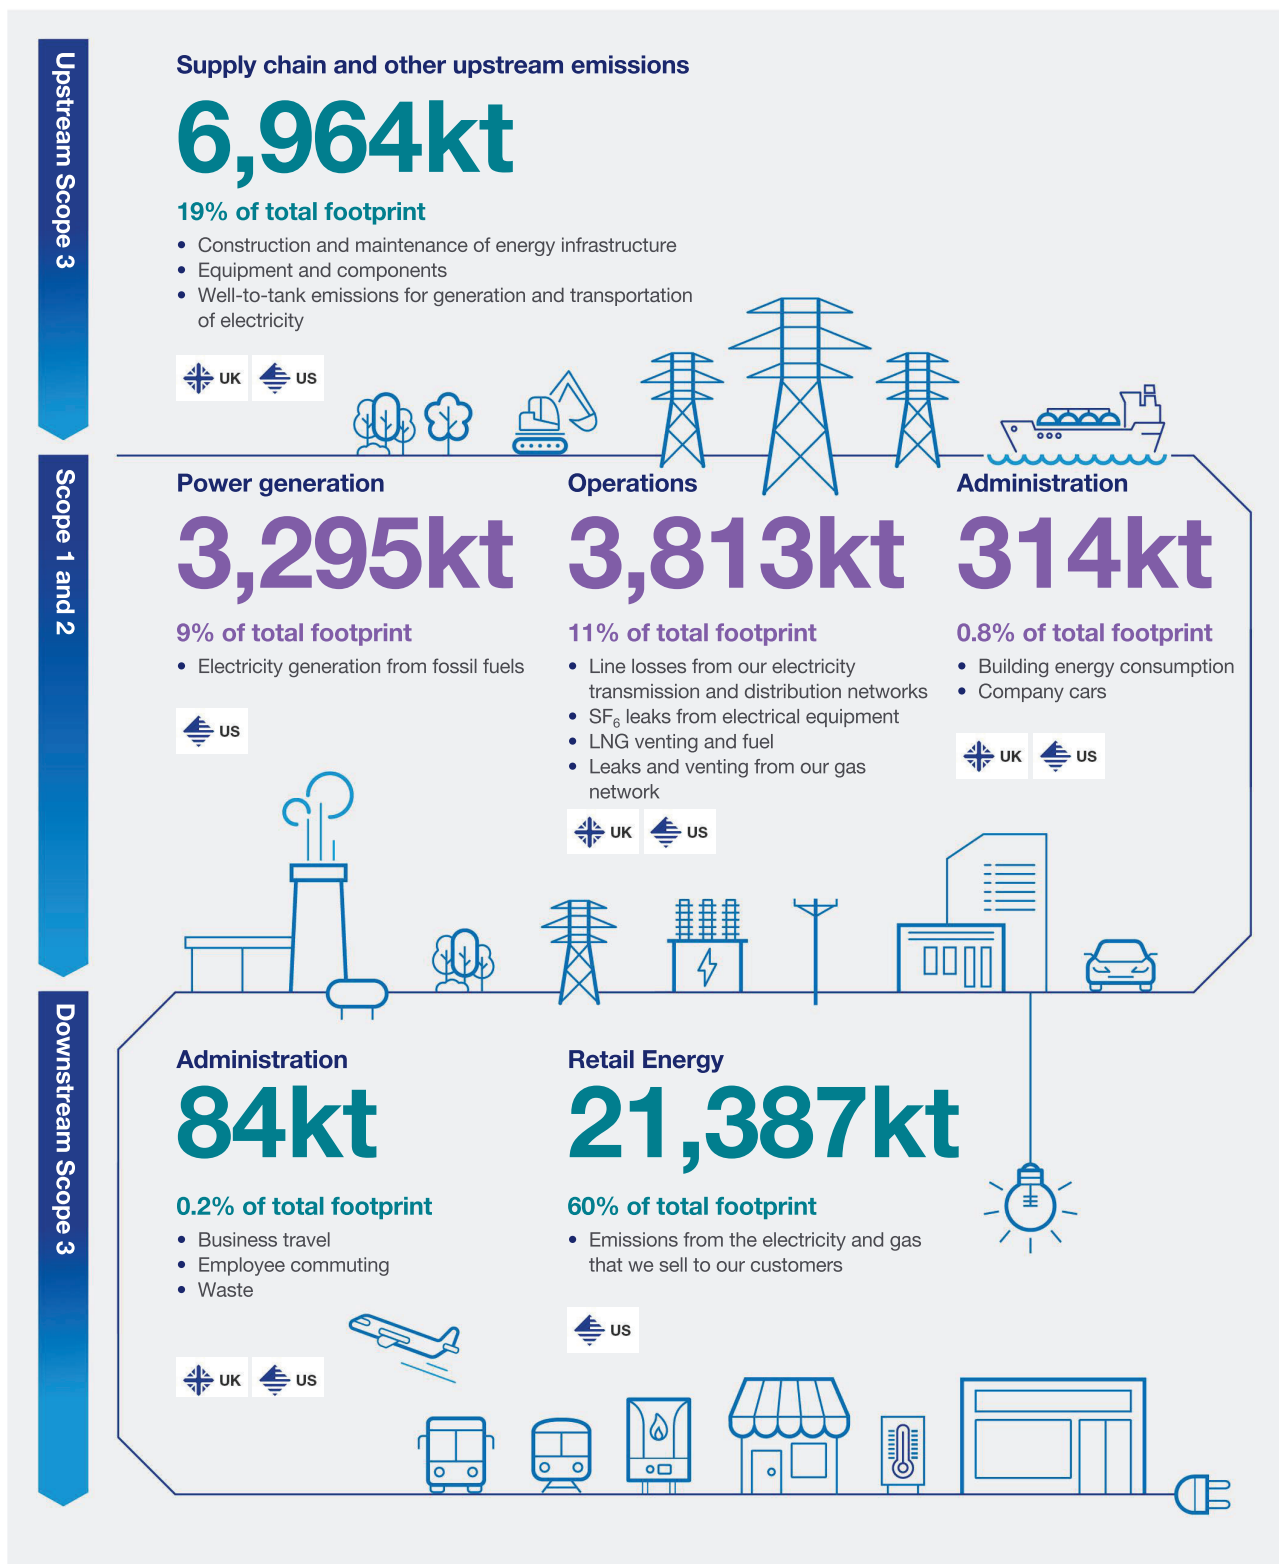 Upstream Scope 3
Supply chain and other upstream emissions
6,964kt
19% of total footprint
• Construction and maintenance of energy infrastructure
• Equipment and components
• Well-to-tank emissions for generation and transportation
of electricity
UK US
Scope 1 and 2
Power generation
3,295kt
9% of total footprint
• Electricity generation from fossil fuels
US
Operations
3,813kt
11% of total footprint
• Line losses from our electricity
transmission and distribution networks
• SF₆ leaks from electrical equipment
• LNG venting and fuel
• Leaks and venting from our gas
network
UK US
Administration
314kt
0.8% of total footprint
• Building energy consumption
• Company cars
UK US
Downstream Scope 3
Administration
84kt
0.2% of total footprint
• Business travel
• Employee commuting
• Waste
UK US
Retail Energy
21,387kt
60% of total footprint
• Emissions from the electricity and gas
that we sell to our customers
US